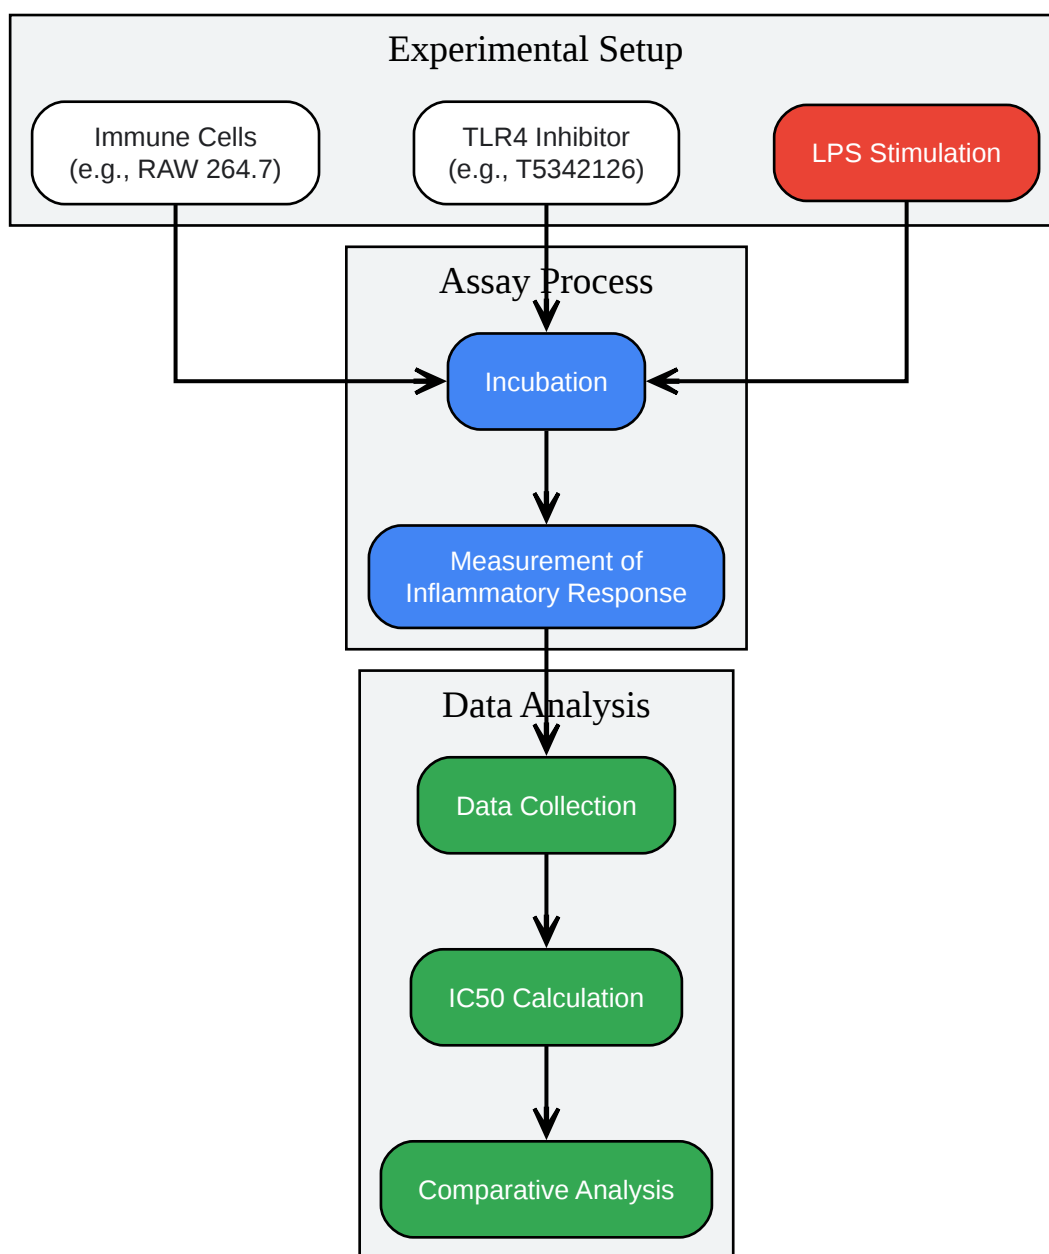 Experimental Setup
Immune Cells
(e.g., RAW 264.7)
TLR4 Inhibitor
(e.g., T5342126)
LPS Stimulation
Assay Process
Incubation
Measurement of
Inflammatory Response
Data Analysis
Data Collection
IC50 Calculation
Comparative Analysis